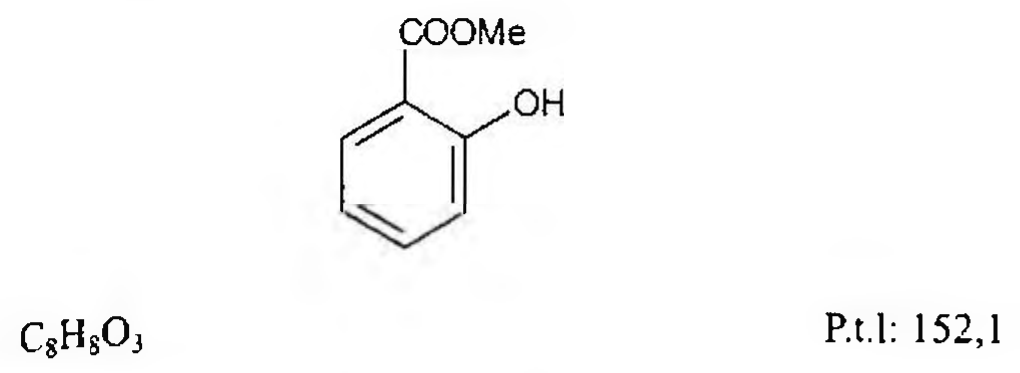 COOMe
OH
C₈H₈O₃
P.t.l: 152,1